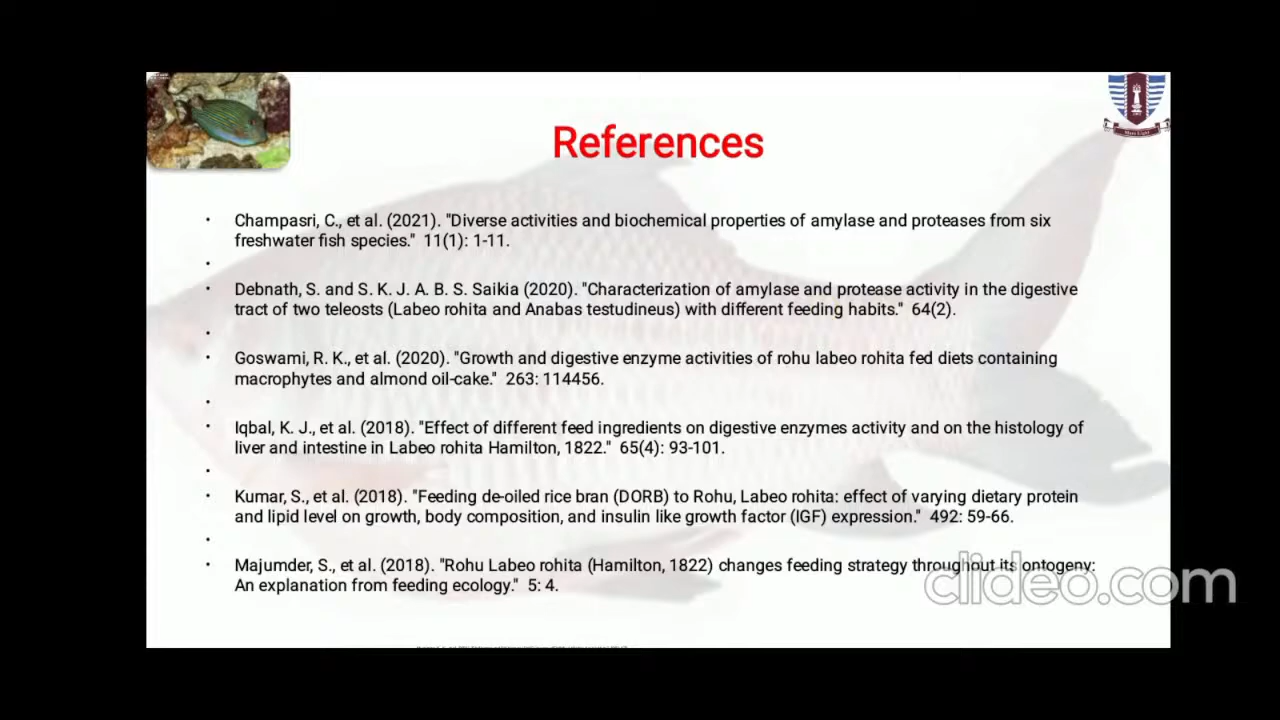 References
• Champasri, C., et al. (2021). "Diverse activities and biochemical properties of amylase and proteases from six
freshwater fish species."  11(1): 1-11.
•
• Debnath, S. and S. K. J. A. B. S. Saikia (2020). "Characterization of amylase and protease activity in the digestive
tract of two teleosts (Labeo rohita and Anabas testudineus) with different feeding habits."  64(2).
•
• Goswami, R. K., et al. (2020). "Growth and digestive enzyme activities of rohu labeo rohita fed diets containing
macrophytes and almond oil-cake."  263: 114456.
•
• Iqbal, K. J., et al. (2018). "Effect of different feed ingredients on digestive enzymes activity and on the histology of
liver and intestine in Labeo rohita Hamilton, 1822."  65(4): 93-101.
•
• Kumar, S., et al. (2018). "Feeding de-oiled rice bran (DORB) to Rohu, Labeo rohita: effect of varying dietary protein
and lipid level on growth, body composition, and insulin like growth factor (IGF) expression."  492: 59-66.
•
• Majumder, S., et al. (2018). "Rohu Labeo rohita (Hamilton, 1822) changes feeding strategy throughout its ontogeny:
An explanation from feeding ecology."  5: 4.
clideo.com